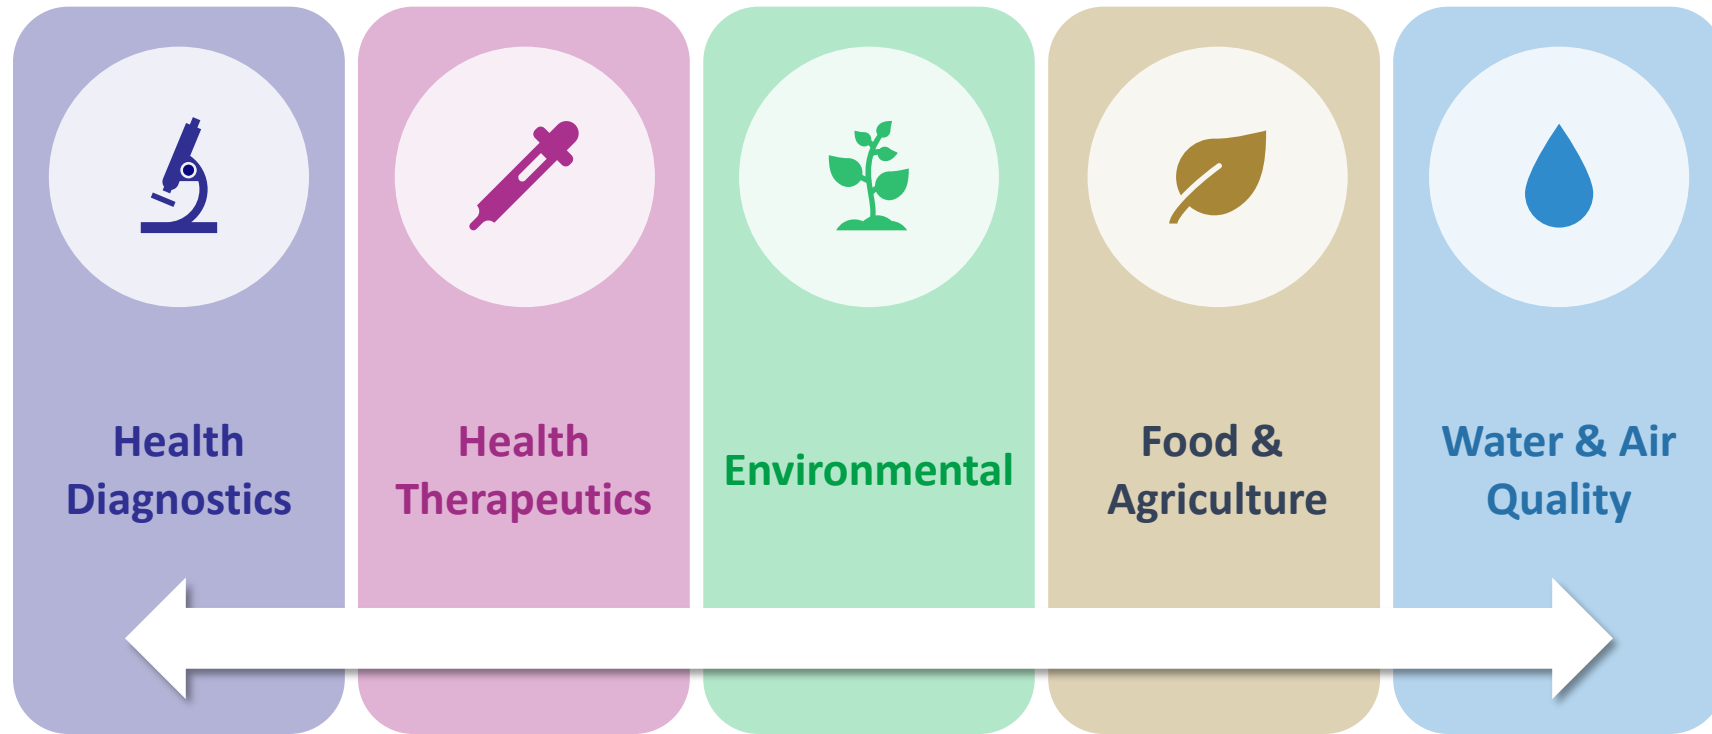 Health
Diagnostics
Health
Therapeutics
Environmental
Food &
Agriculture
Water & Air
Quality